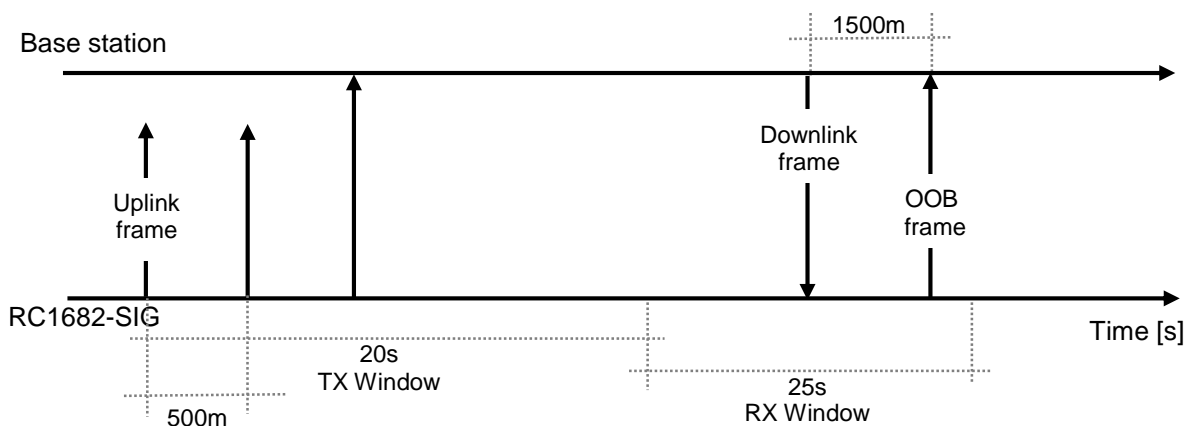 1500m
Base station
Downlink
frame
Uplink
frame
OOB
frame
RC1682-SIG
Time [s]
20s
TX Window
25s
RX Window
500m